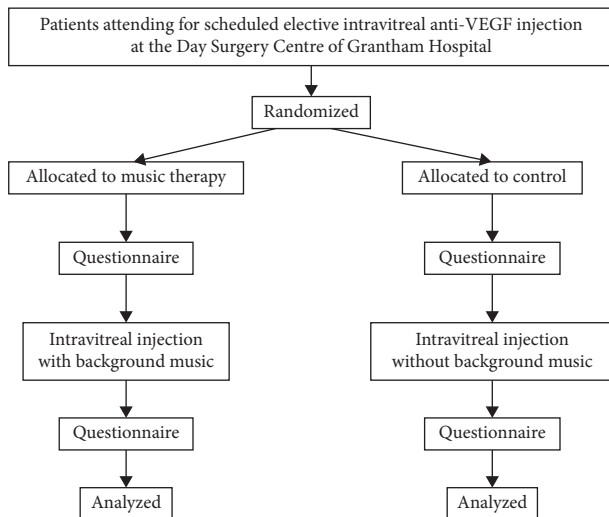 Patients attending for scheduled elective intravitreal anti-VEGF injection
at the Day Surgery Centre of Grantham Hospital
Randomized
Allocated to music therapy
Allocated to control
Questionnaire
Questionnaire
Intravitreal injection
with background music
Intravitreal injection
without background music
Questionnaire
Questionnaire
Analyzed
Analyzed